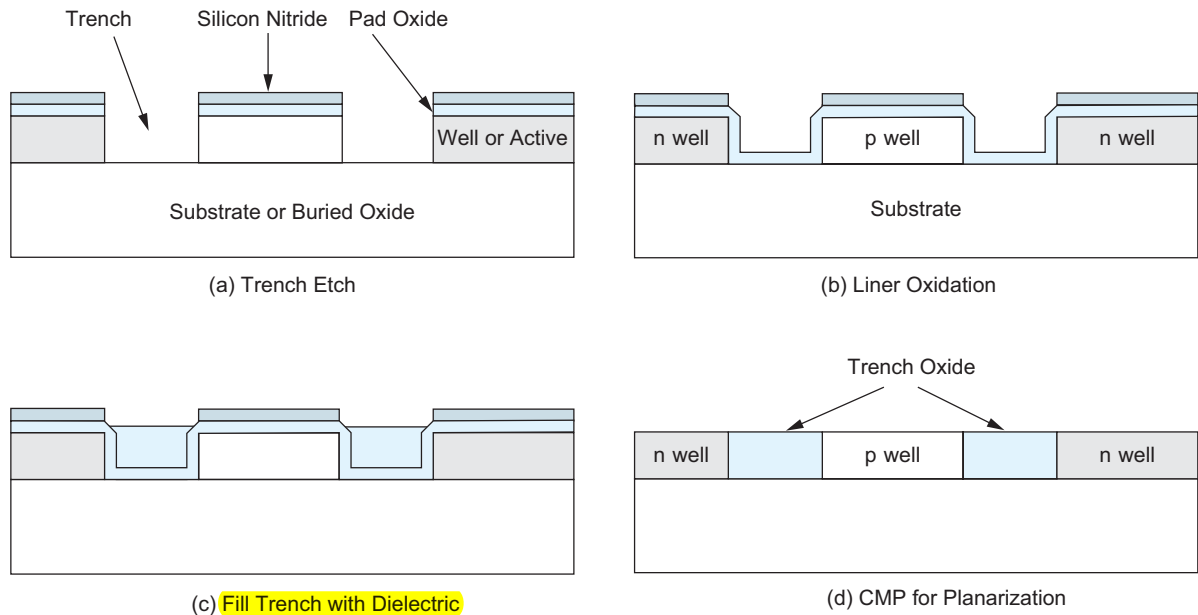 Trench
Silicon Nitride
Pad Oxide
Well or Active
Substrate or Buried Oxide
(a) Trench Etch
n well
p well
n well
Substrate
(b) Liner Oxidation
(c) Fill Trench with Dielectric
Trench Oxide
n well
p well
n well
(d) CMP for Planarization